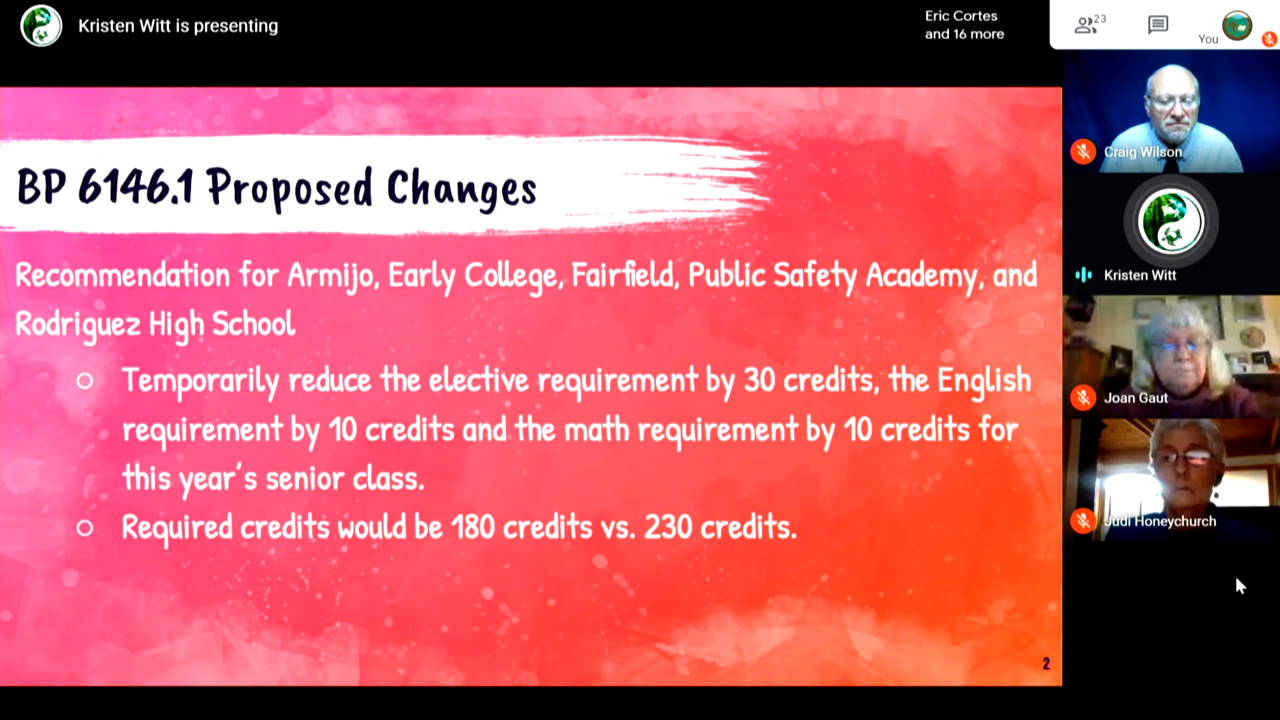 Kristen Witt is presenting
Eric Cortes
and 16 more
23
You
BP 6146.1 Proposed Changes
Recommendation for Armijo, Early College, Fairfield, Public Safety Academy, and
Rodriguez High School
Temporarily reduce the elective requirement by 30 credits, the English
requirement by 10 credits and the math requirement by 10 credits for
this year's senior class.
Required credits would be 180 credits vs. 230 credits.
2
Craig Wilson
Kristen Witt
Joan Gaut
Judi Honeychurch